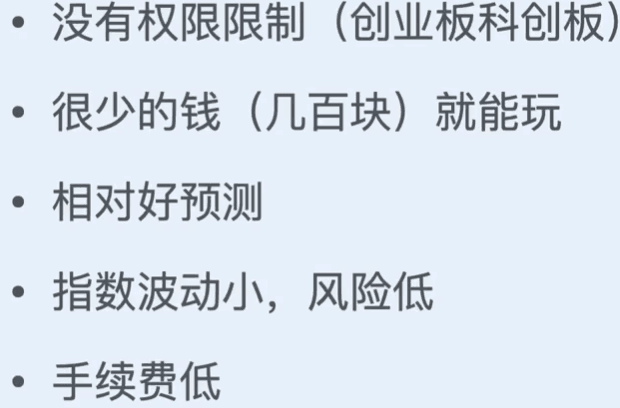 • 没有权限限制（创业板科创板）
• 很少的钱（几百块）就能玩
• 相对好预测
• 指数波动小，风险低
• 手续费低